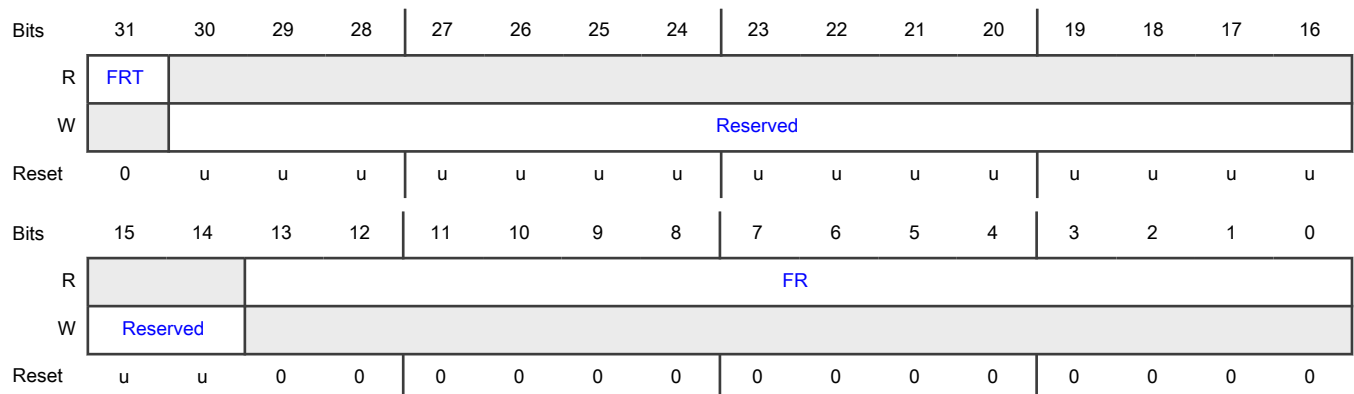 Bits 31 30 29 28 27 26 25 24 23 22 21 20 19 18 17 16
R FRT
W Reserved
Reset 0 u u u u u u u u u u u u u u u
Bits 15 14 13 12 11 10 9 8 7 6 5 4 3 2 1 0
R FR
W Reserved
Reset u u 0 0 0 0 0 0 0 0 0 0 0 0 0 0